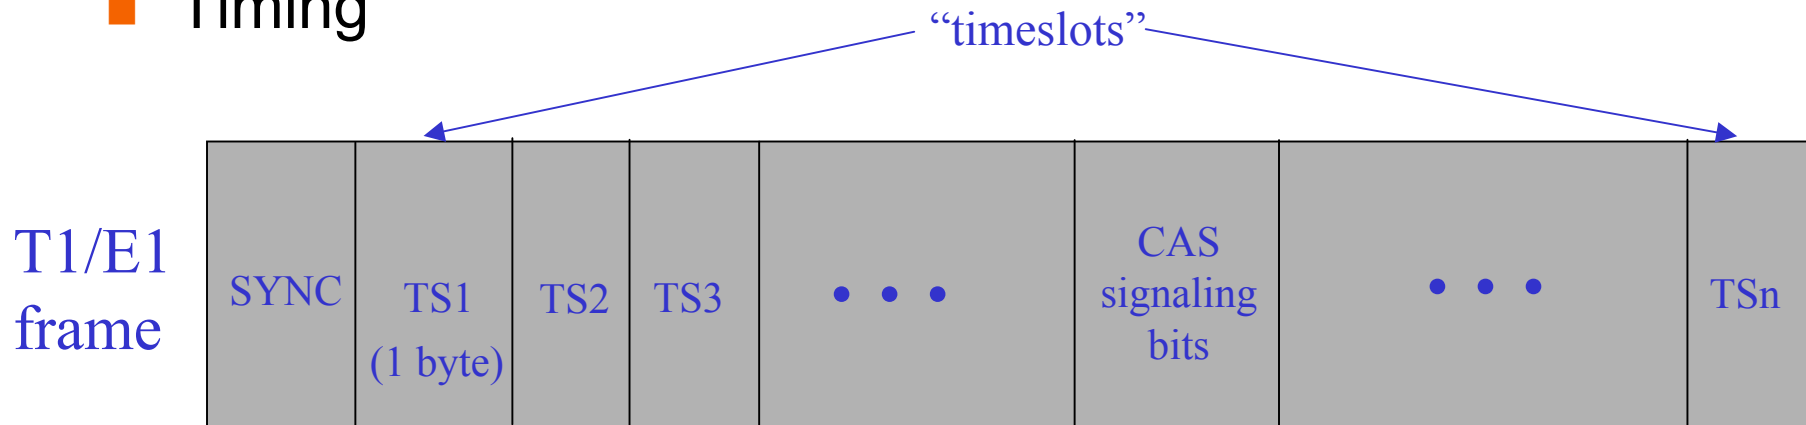 Timing
“timeslots”
T1/E1
frame
SYNC
TS1
(1 byte)
TS2
TS3
• • •
CAS
signaling
bits
• • •
TSn